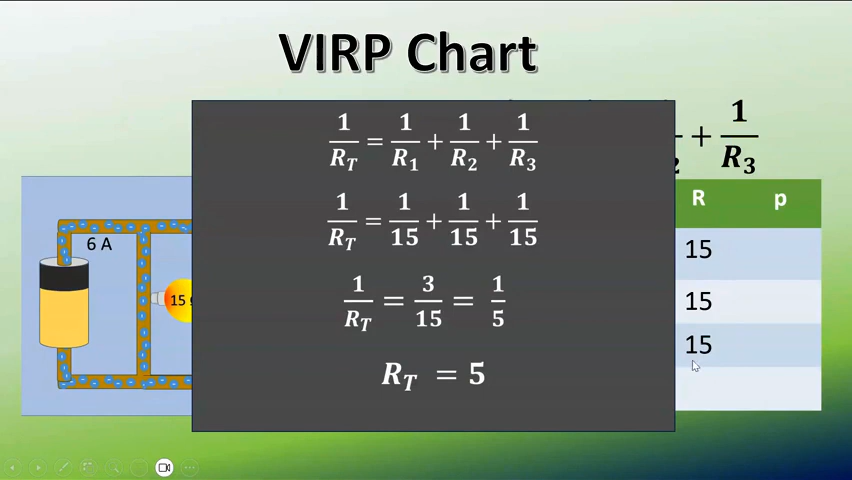 VIRP Chart
1/R_T = 1/R_1 + 1/R_2 + 1/R_3
1/R_T = 1/15 + 1/15 + 1/15
1/R_T = 3/15 = 1/5
R_T = 5
+ 1/R_3
R p
15
15
15
6 A
15